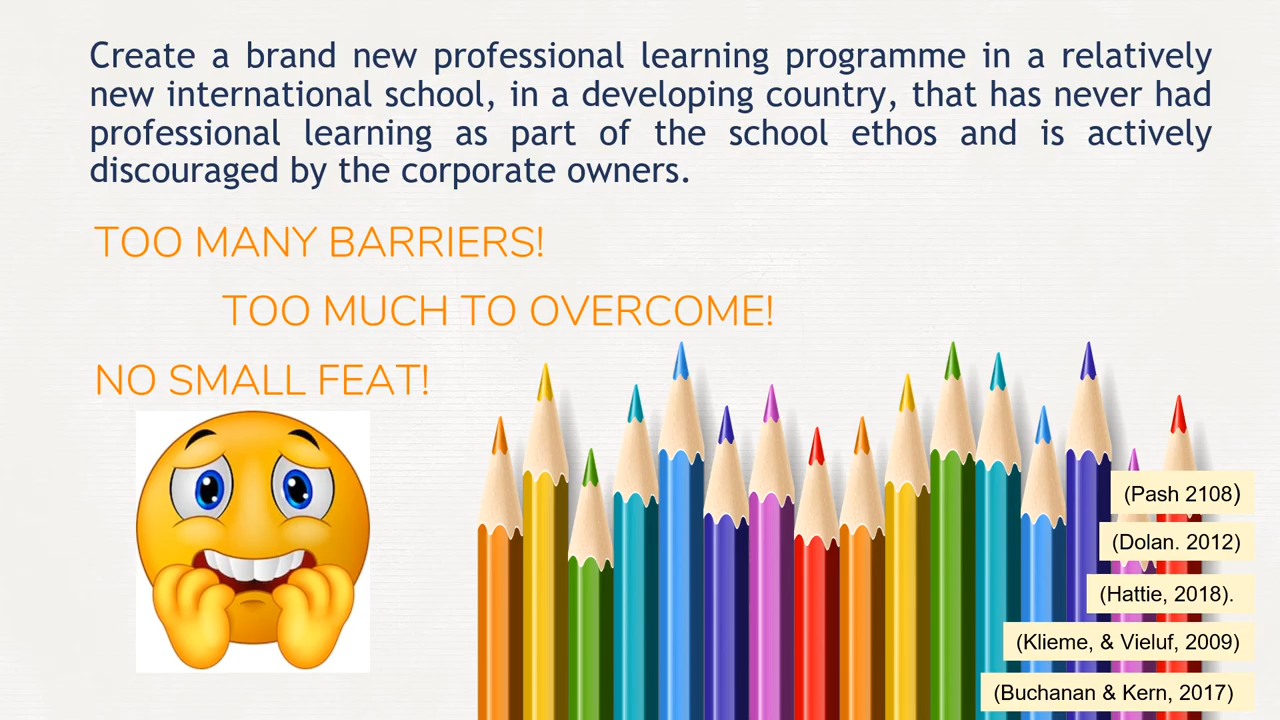 Create a brand new professional learning programme in a relatively
new international school, in a developing country, that has never had
professional learning as part of the school ethos and is actively
discouraged by the corporate owners.
TOO MANY BARRIERS!
TOO MUCH TO OVERCOME!
NO SMALL FEAT!
(Pash 2108)
(Dolan. 2012)
(Hattie, 2018).
(Klieme, & Vieluf, 2009)
(Buchanan & Kern, 2017)